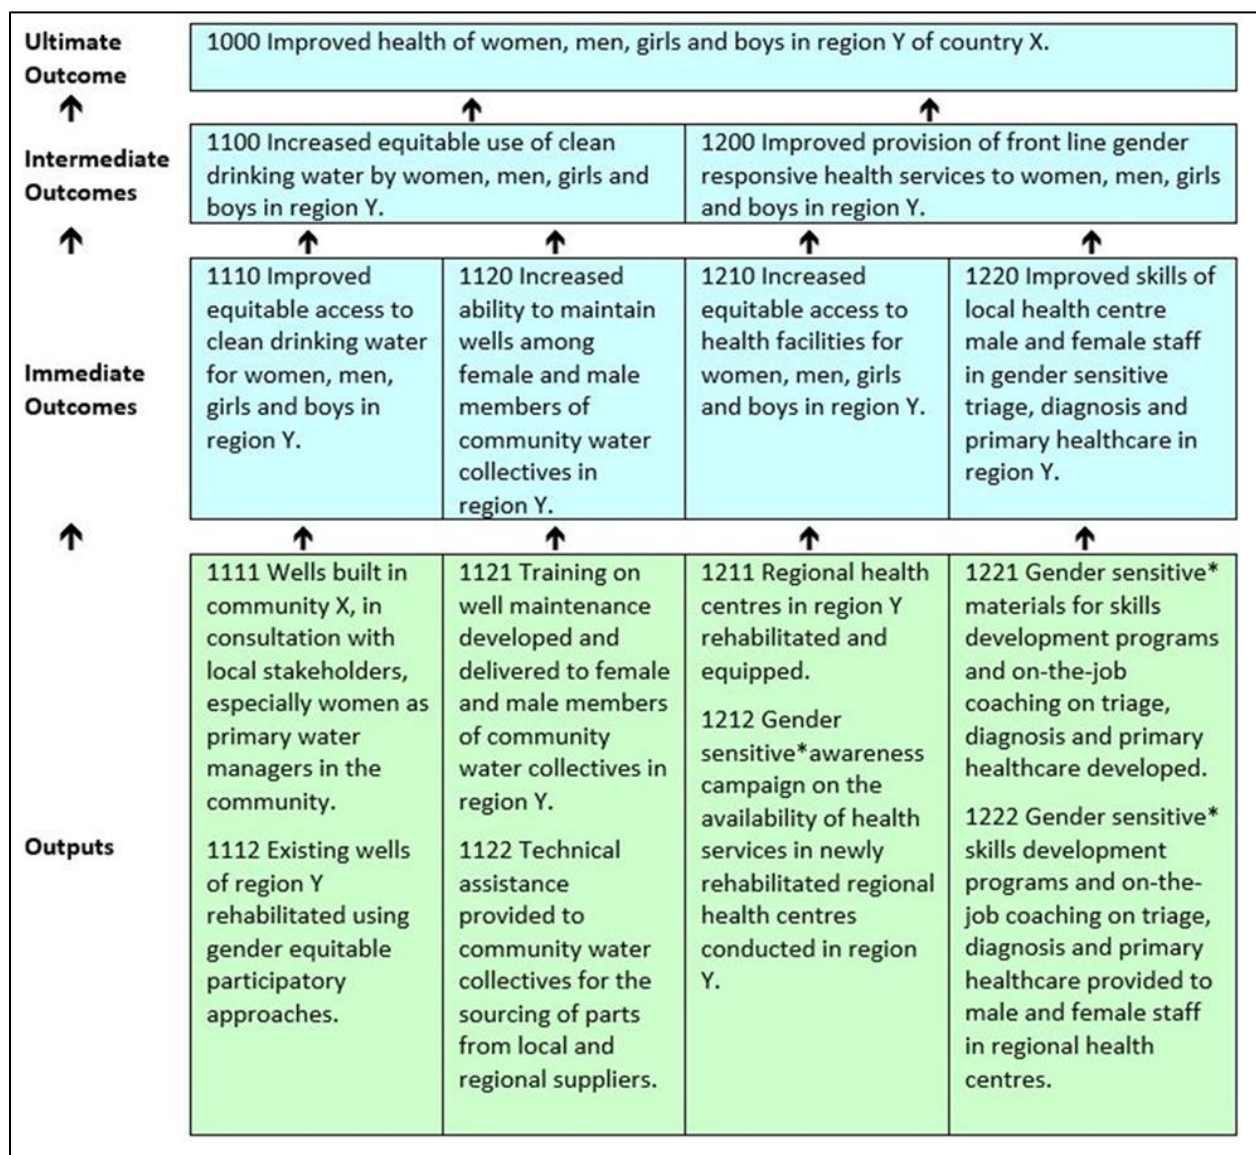 Ultimate
Outcome
1000 Improved health of women, men, girls and boys in region Y of country X.
Intermediate
Outcomes
1100 Increased equitable use of clean
drinking water by women, men, girls and
boys in region Y.
1200 Improved provision of front line gender
responsive health services to women, men, girls
and boys in region Y.
Immediate
Outcomes
1110 Improved
equitable access to
clean drinking water
for women, men,
girls and boys in
region Y.
1120 Increased
ability to maintain
wells among
female and male
members of
community water
collectives in
region Y.
1210 Increased
equitable access to
health facilities for
women, men, girls
and boys in region Y.
1220 Improved skills of
local health centre
male and female staff
in gender sensitive
triage, diagnosis and
primary healthcare in
region Y.
Outputs
1111 Wells built in
community X, in
consultation with
local stakeholders,
especially women as
primary water
managers in the
community.
1112 Existing wells
of region Y
rehabilitated using
gender equitable
participatory
approaches.
1121 Training on
well maintenance
developed and
delivered to female
and male members
of community
water collectives in
region Y.
1122 Technical
assistance
provided to
community water
collectives for the
sourcing of parts
from local and
regional suppliers.
1211 Regional health
centres in region Y
rehabilitated and
equipped.
1212 Gender
sensitive*awareness
campaign on the
availability of health
services in newly
rehabilitated regional
health centres
conducted in region
Y.
1221 Gender sensitive*
materials for skills
development programs
and on-the-job
coaching on triage,
diagnosis and primary
healthcare developed.
1222 Gender sensitive*
skills development
programs and on-the-
job coaching on triage,
diagnosis and primary
healthcare provided to
male and female staff
in regional health
centres.